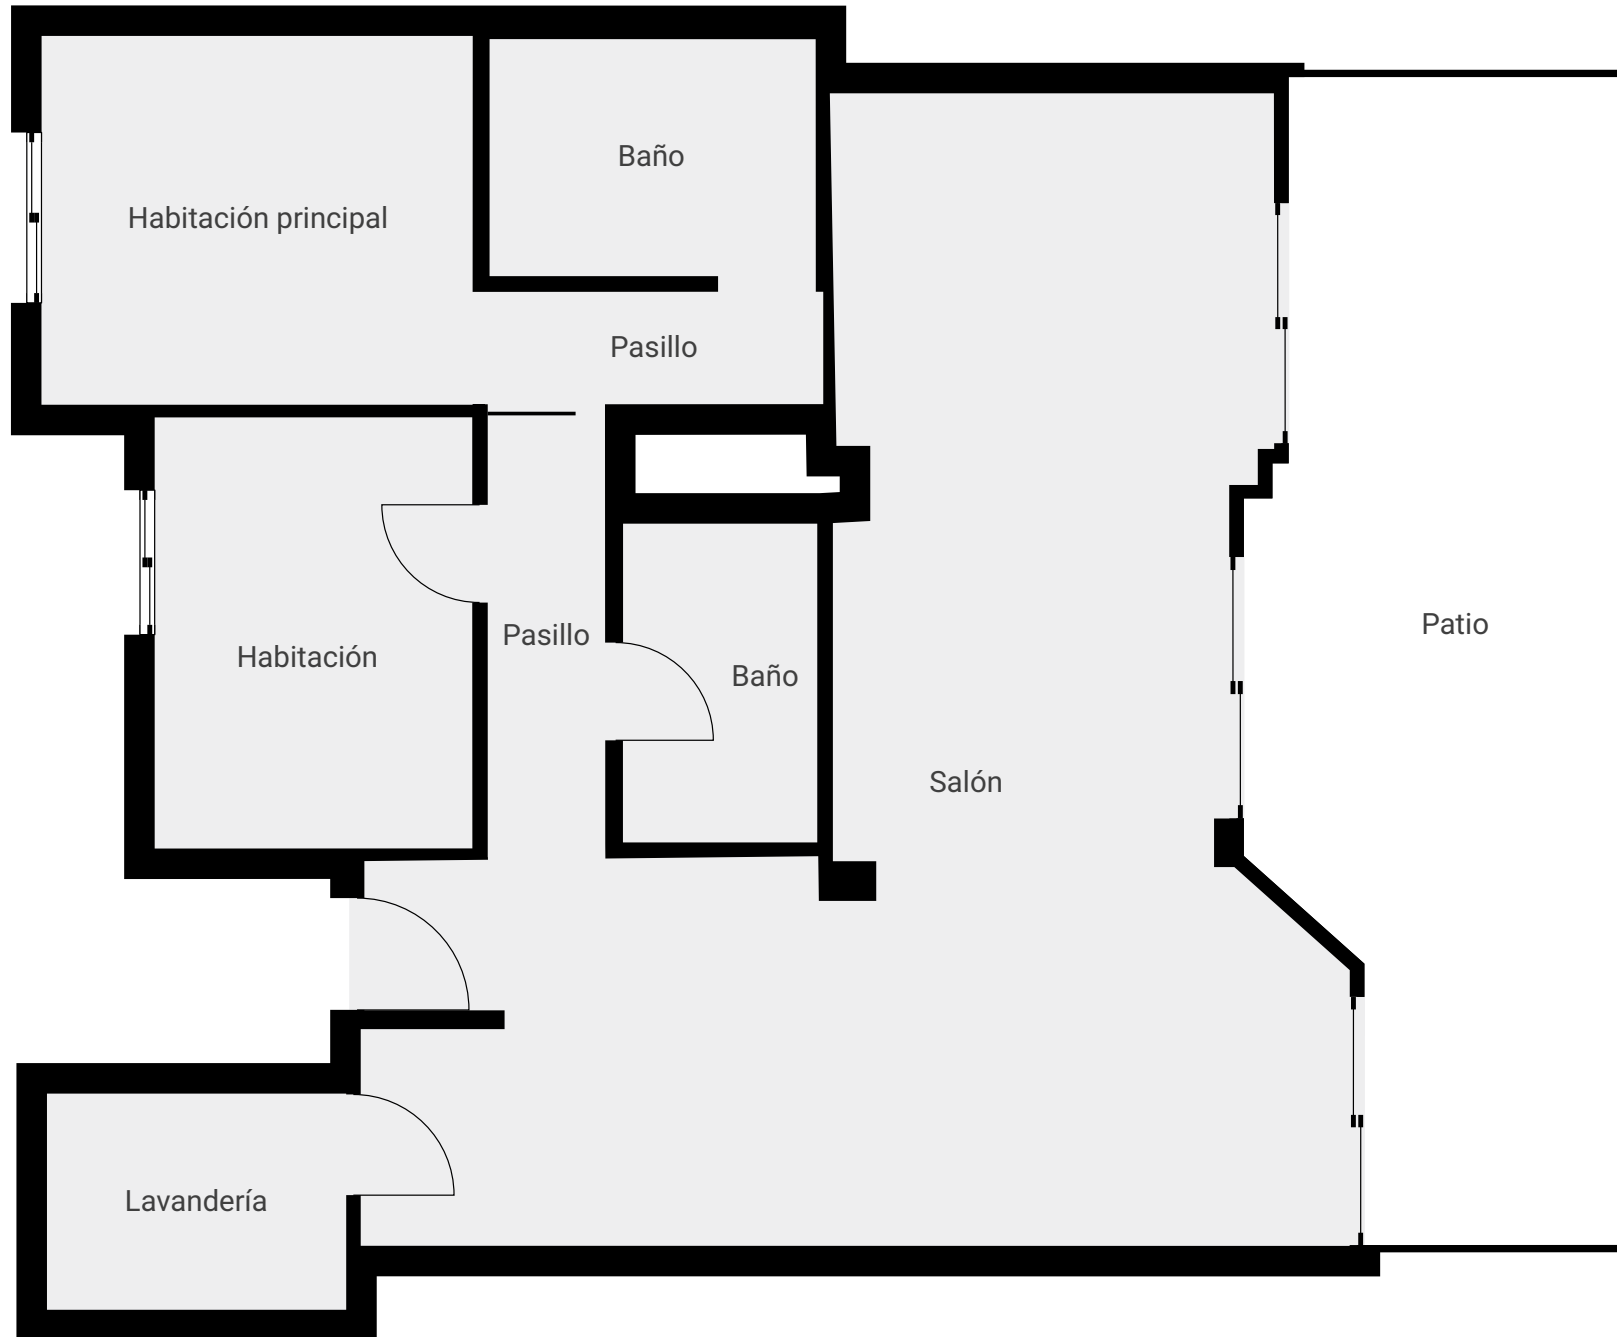 Baño
Habitación principal
Pasillo
Patio
Pasillo
Habitación
Baño
Salón
Lavandería